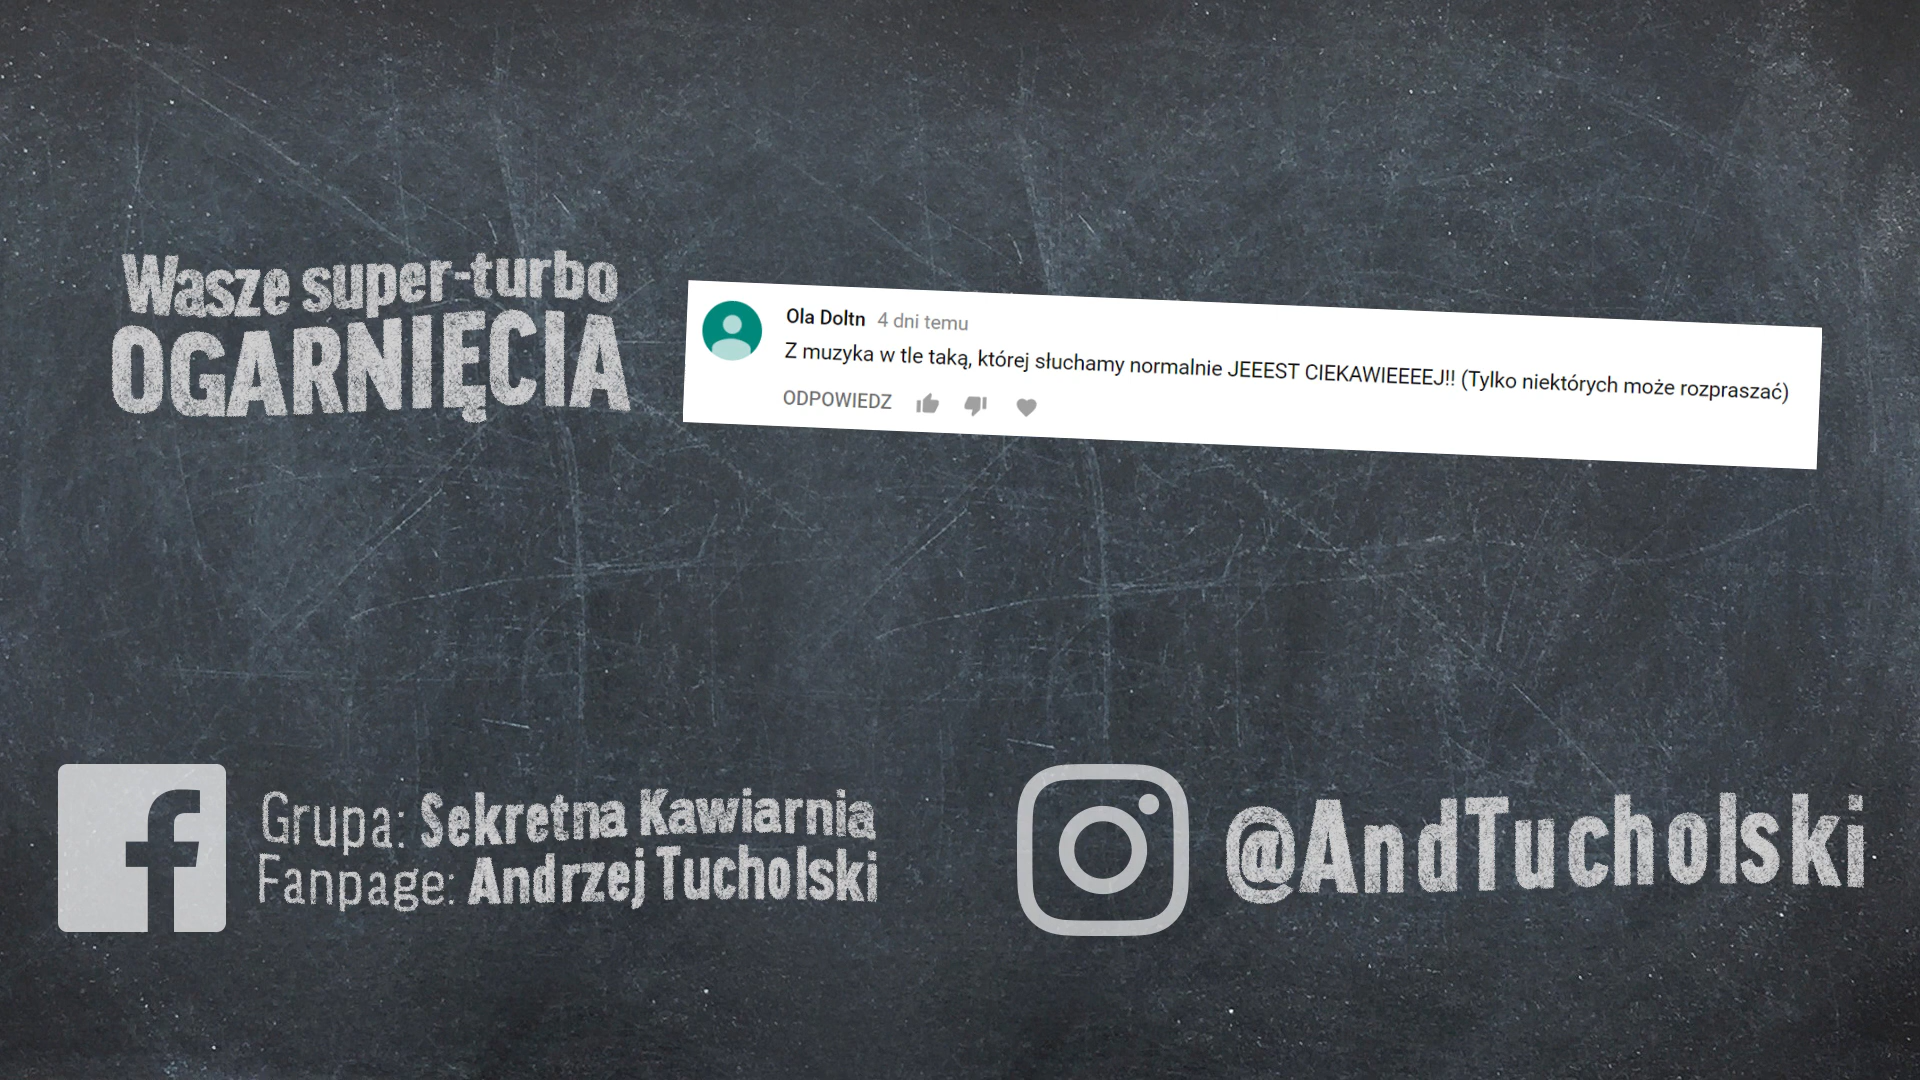 Wasze super-turbo
OGARNIĘCIA
Ola Doltn 4 dni temu
Z muzyka w tle taką, której słuchamy normalnie JEEEST CIEKAWIEEEEJ!! (Tylko niektórych może rozpraszać)
ODPOWIEDZ
Grupa: Sekretna Kawiarnia
Fanpage: Andrzej Tucholski
@AndTucholski